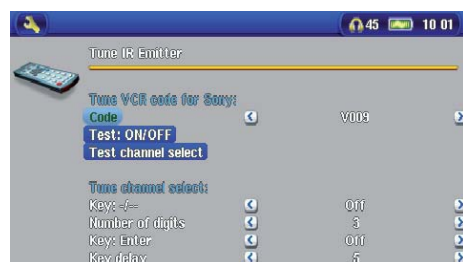 45 10 01
Tune IR Emitter
Tune VCR code for Sony:
Code V009
Test: ON/OFF
Test channel select
Tune channel select:
Key: -/-- Off
Number of digits 3
Key: Enter Off
Key delay 5